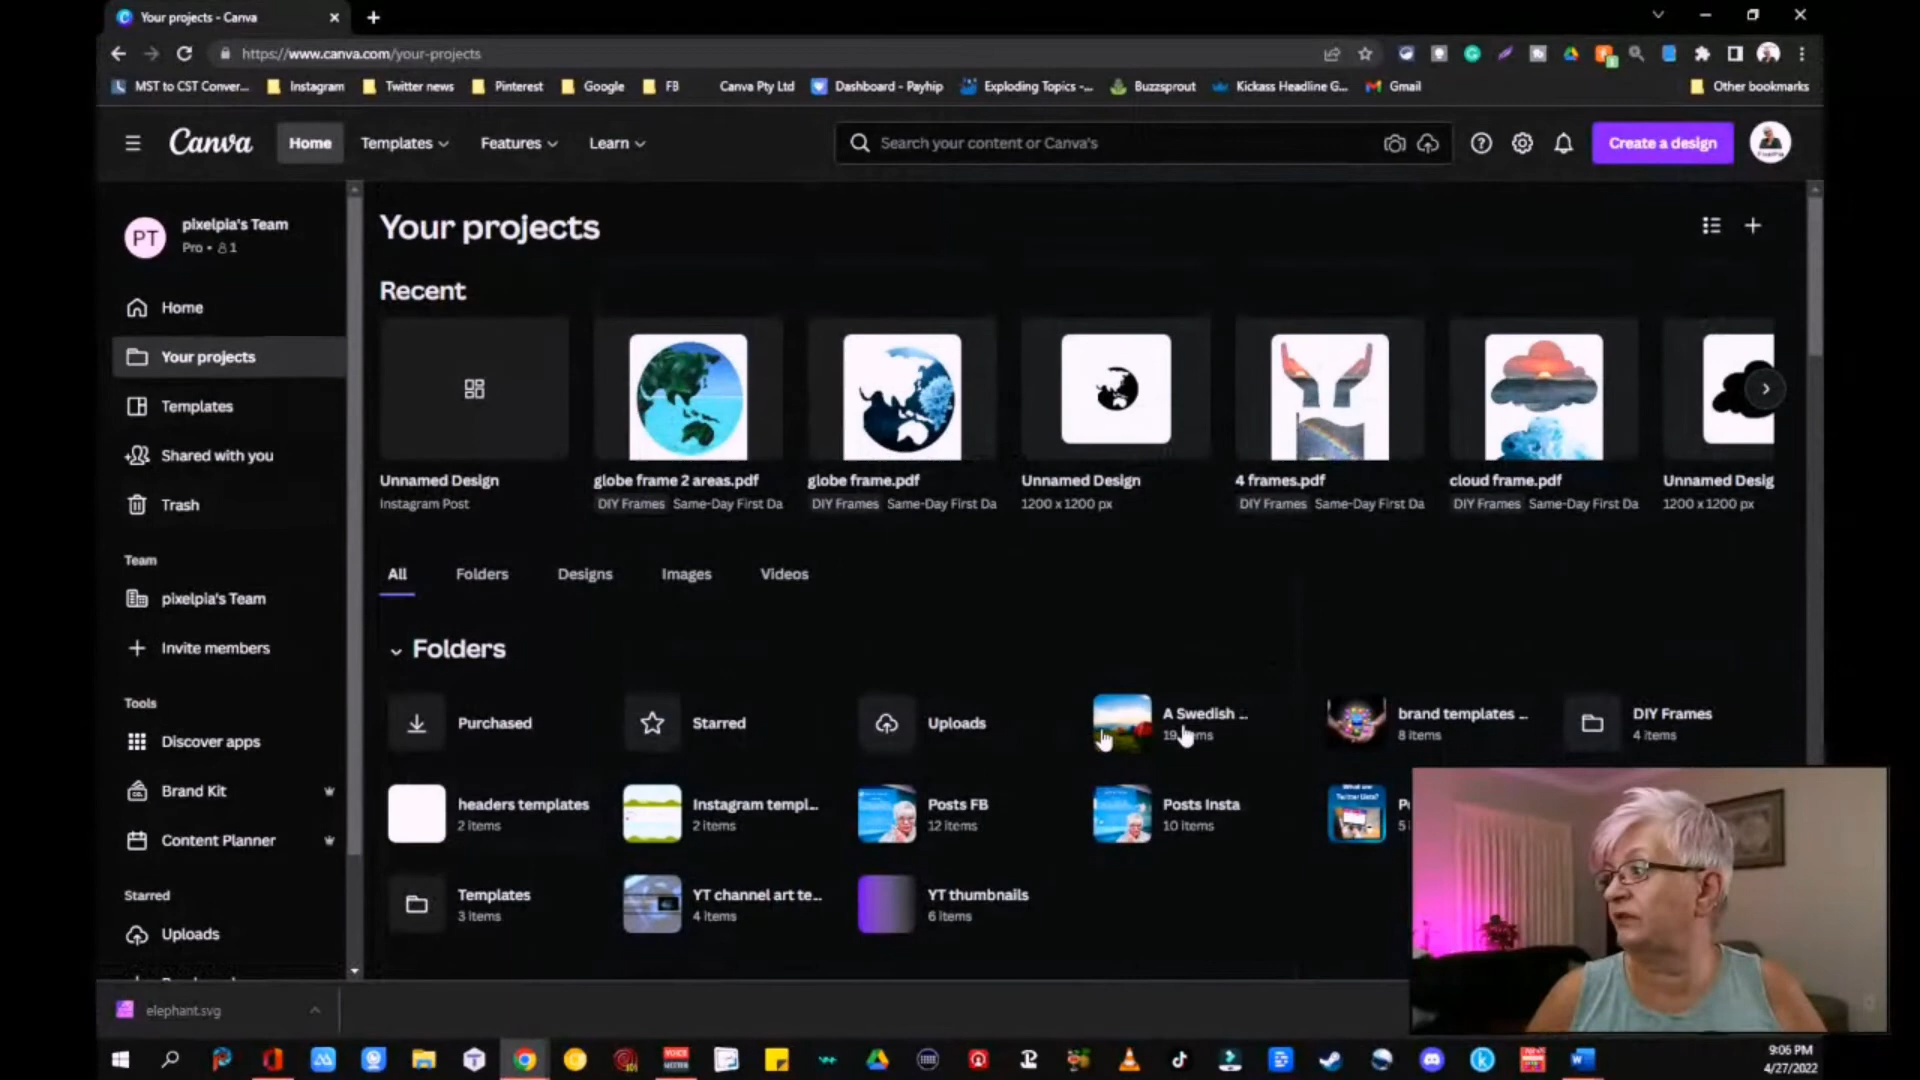 Your projects - Canva
https://www.canva.com/your-projects
MST to CST Conver... Instagram Twitter news Pinterest Google FB Canva Pty Ltd Dashboard - Payhip Exploding Topics -... Buzzsprout Kickass Headline G... Gmail Other bookmarks
Canva Home Templates Features Learn Search your content or Canva's Create a design
PT pixelpia's Team
Pro • 1
Home
Your projects
Templates
Shared with you
Trash
Team
pixelpia's Team
Invite members
Tools
Discover apps
Brand Kit
Content Planner
Starred
Uploads
Your projects
Recent
Unnamed Design globe frame 2 areas.pdf globe frame.pdf Unnamed Design 4 frames.pdf cloud frame.pdf Unnamed Desig
Instagram Post DIY Frames Same-Day First Da DIY Frames Same-Day First Da 1200 x 1200 px DIY Frames Same-Day First Da DIY Frames Same-Day First Da 1200 x 1200 px
All Folders Designs Images Videos
Folders
Purchased Starred Uploads A Swedish ... brand templates ... DIY Frames
19 items 8 items 4 items
headers templates Instagram templ... Posts FB Posts Insta
2 items 2 items 12 items 10 items 5
What are Twitter Lists?
Templates YT channel art te... YT thumbnails
3 items 4 items 6 items
elephant.svg
9:06 PM
4/27/2022